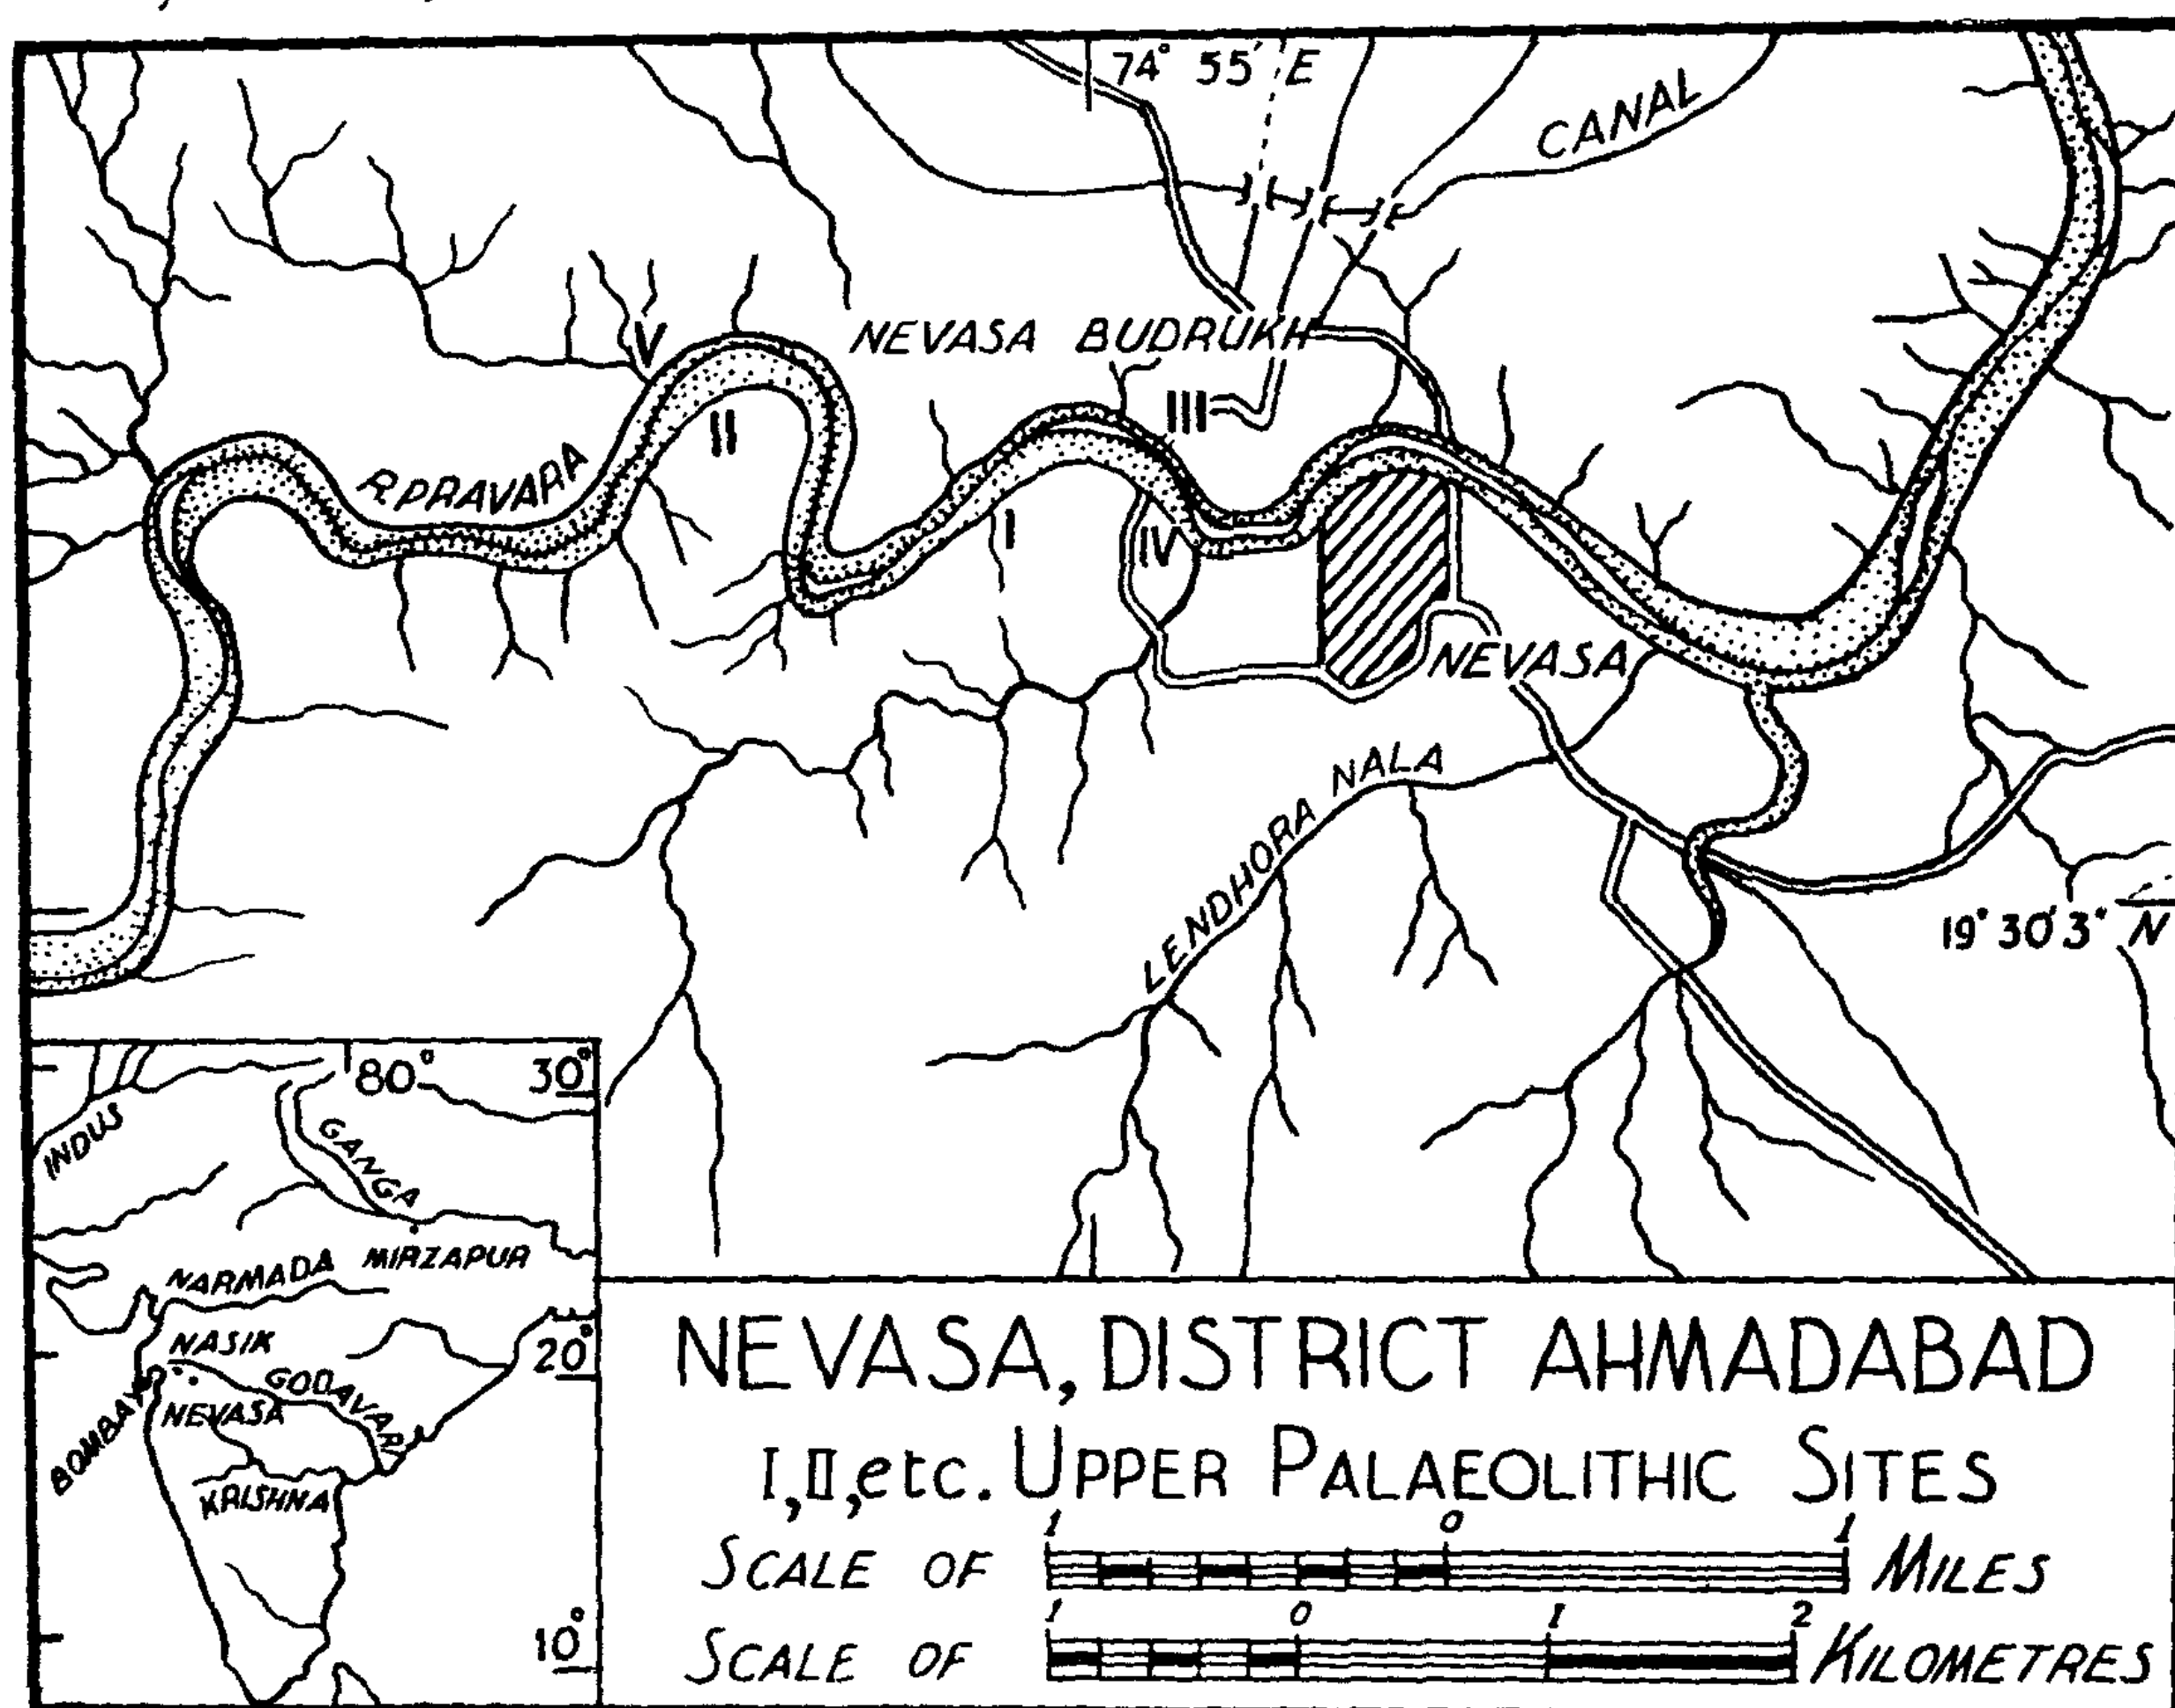 74° 55′ E
CANAL
V
NEVASA BUDRUKH
II
III
R PRAVARA
I
IV
NEVASA
LENDHORA NALA
19° 30′ 3″ N
80°
30°
INDUS
GANGA
MIRZAPUR
NARMADA
NASIK
20°
GODAVARI
BOMBAY
NEVASA
KRISHNA
10°
NEVASA, DISTRICT AHMADABAD
I, II, etc. UPPER PALAEOLITHIC SITES
1 0 1
SCALE OF MILES
1 0 1 2
SCALE OF KILOMETRES